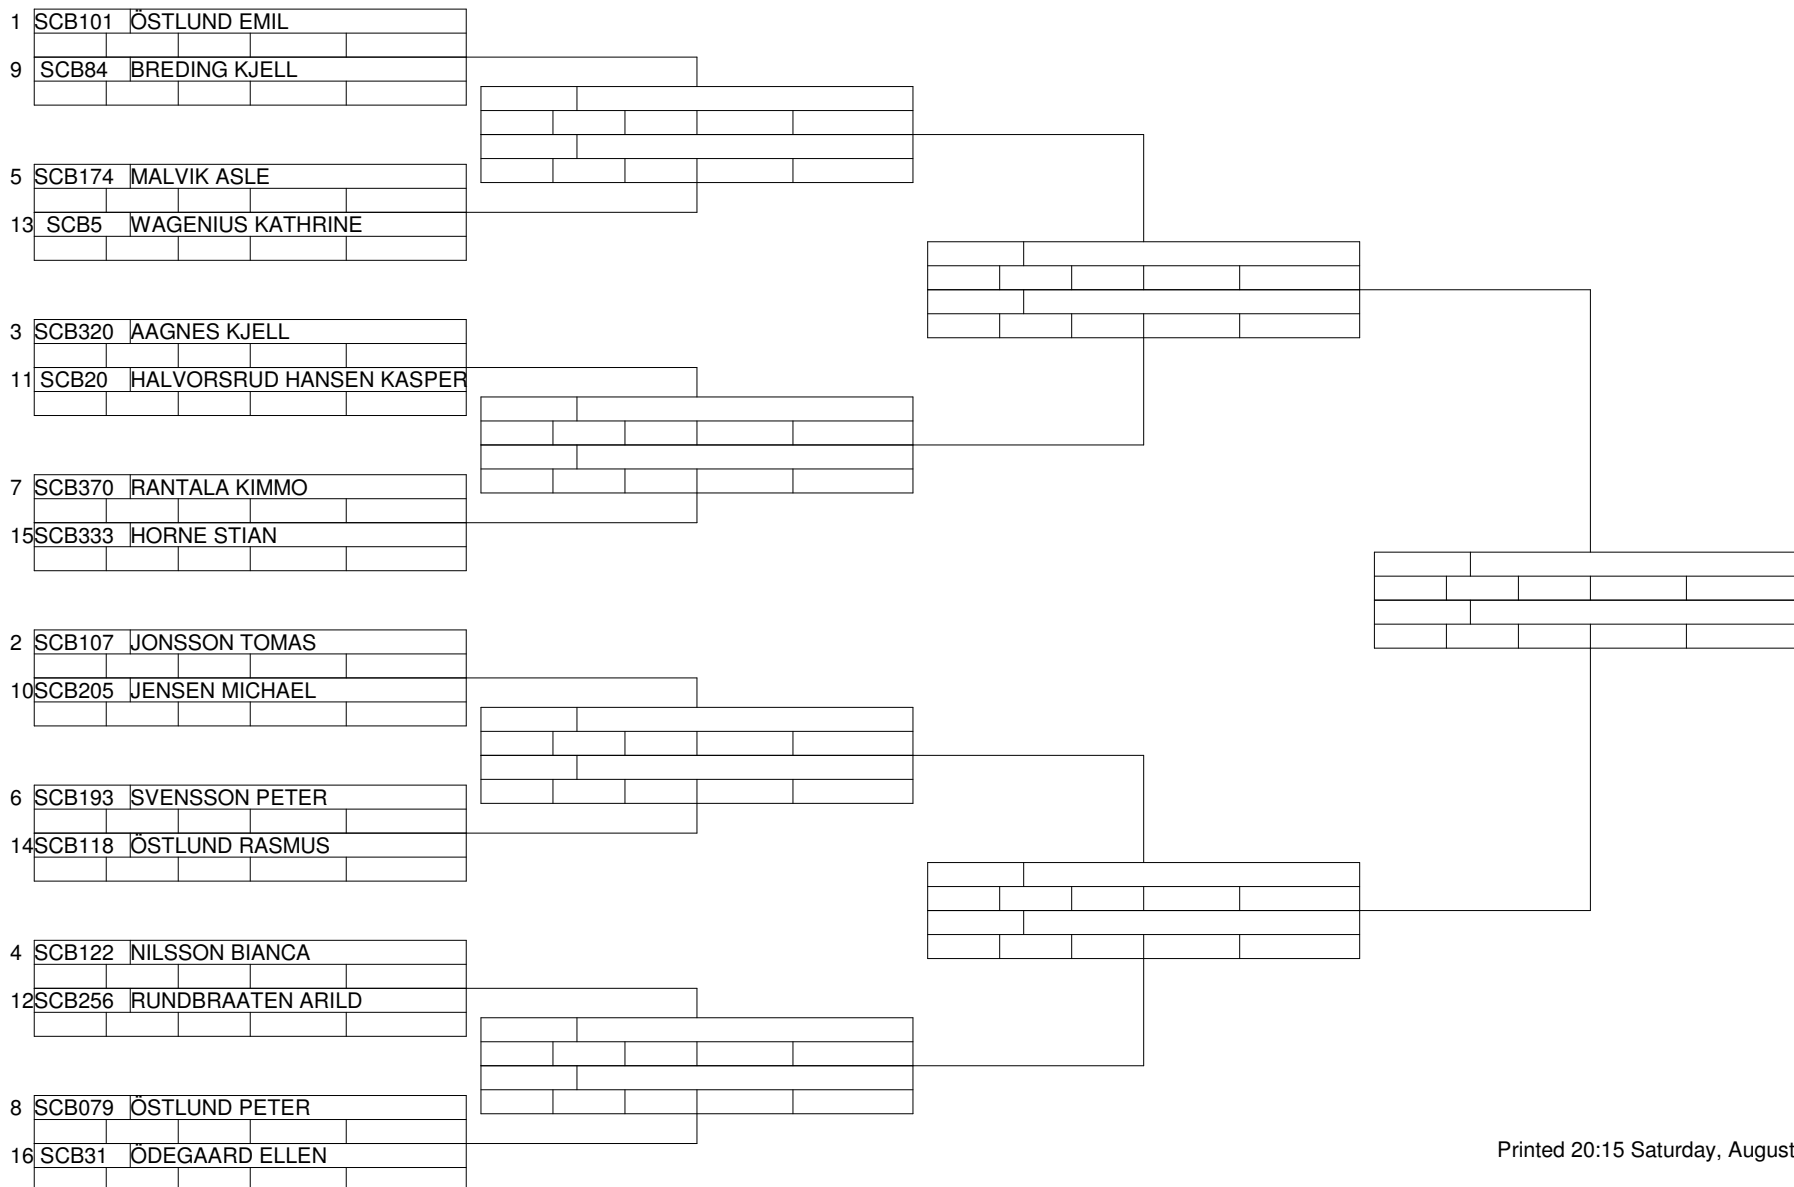 1 SCB101 ÖSTLUND EMIL
9 SCB84 BREDING KJELL
5 SCB174 MALVIK ASLE
13 SCB5 WAGENIUS KATHRINE
3 SCB320 AAGNES KJELL
11 SCB20 HALVORSRUD HANSEN KASPER
7 SCB370 RANTALA KIMMO
15 SCB333 HORNE STIAN
2 SCB107 JONSSON TOMAS
10 SCB205 JENSEN MICHAEL
6 SCB193 SVENSSON PETER
14 SCB118 ÖSTLUND RASMUS
4 SCB122 NILSSON BIANCA
12 SCB256 RUNDBRAATEN ARILD
8 SCB079 ÖSTLUND PETER
16 SCB31 ÖDEGAARD ELLEN
Printed 20:15 Saturday, August